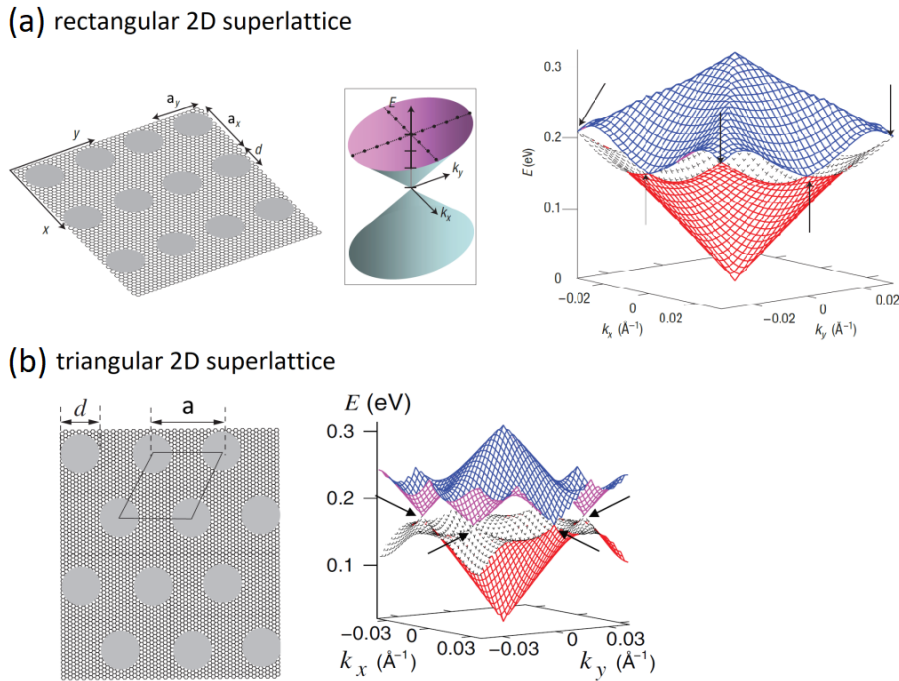 (a) rectangular 2D superlattice
a_y
a_x
d
y
x
E
k_y
k_x
E (eV)
0.3
0.2
0.1
0
−0.02
0
0.02
k_x (Å⁻¹)
−0.02
0
0.02
k_y (Å⁻¹)
(b) triangular 2D superlattice
d
a
E (eV)
0.3
0.2
0.1
−0.03
0
0.03
k_x (Å⁻¹)
−0.03
0
0.03
k_y (Å⁻¹)